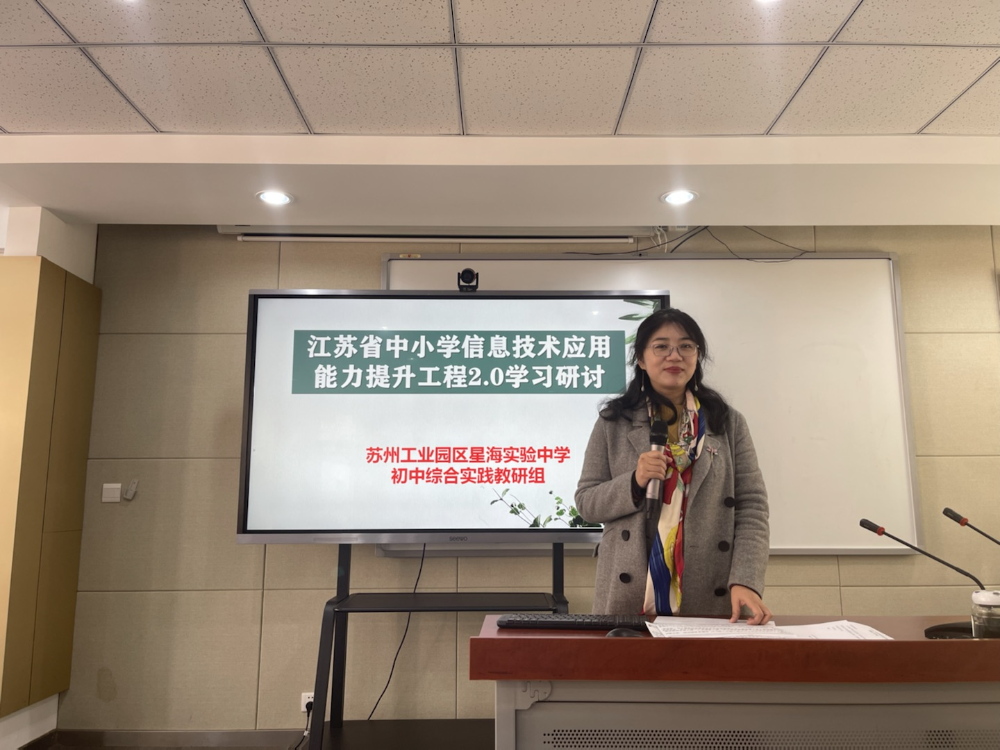 江苏省中小学信息技术应用
能力提升工程2.0学习研讨
苏州工业园区星海实验中学
初中综合实践教研组
seewo